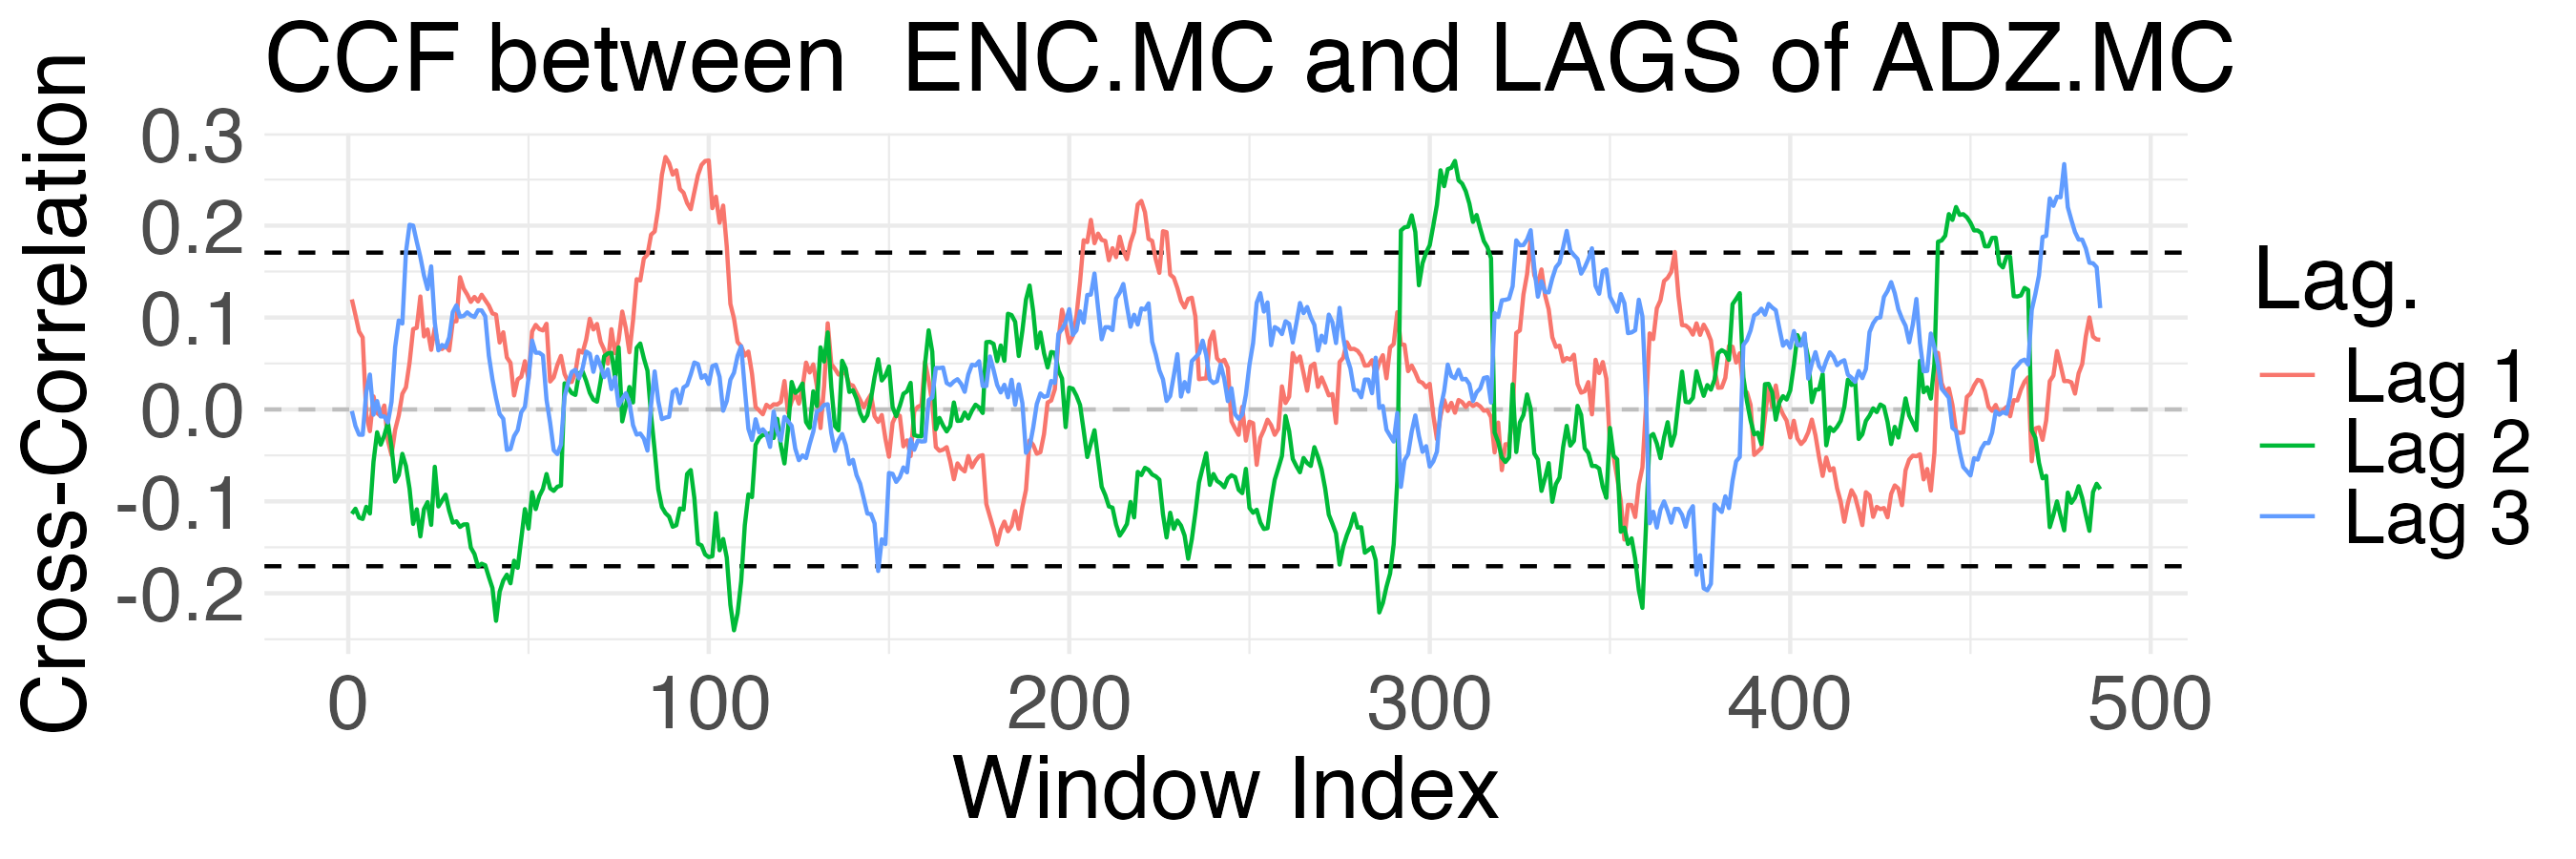 CCF between  ENC.MC and LAGS of ADZ.MC
Cross-Correlation
0.3
0.2
0.1
0.0
-0.1
-0.2
0 100 200 300 400 500
Window Index
Lag.
Lag 1
Lag 2
Lag 3